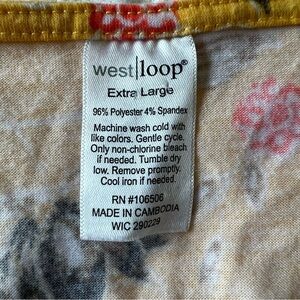 west|loop®
Extra Large
96% Polyester 4% Spandex
Machine wash cold with
like colors. Gentle cycle.
Only non-chlorine bleach
if needed. Tumble dry
low. Remove promptly.
Cool iron if needed.
RN #106506
MADE IN CAMBODIA
WIC 290229